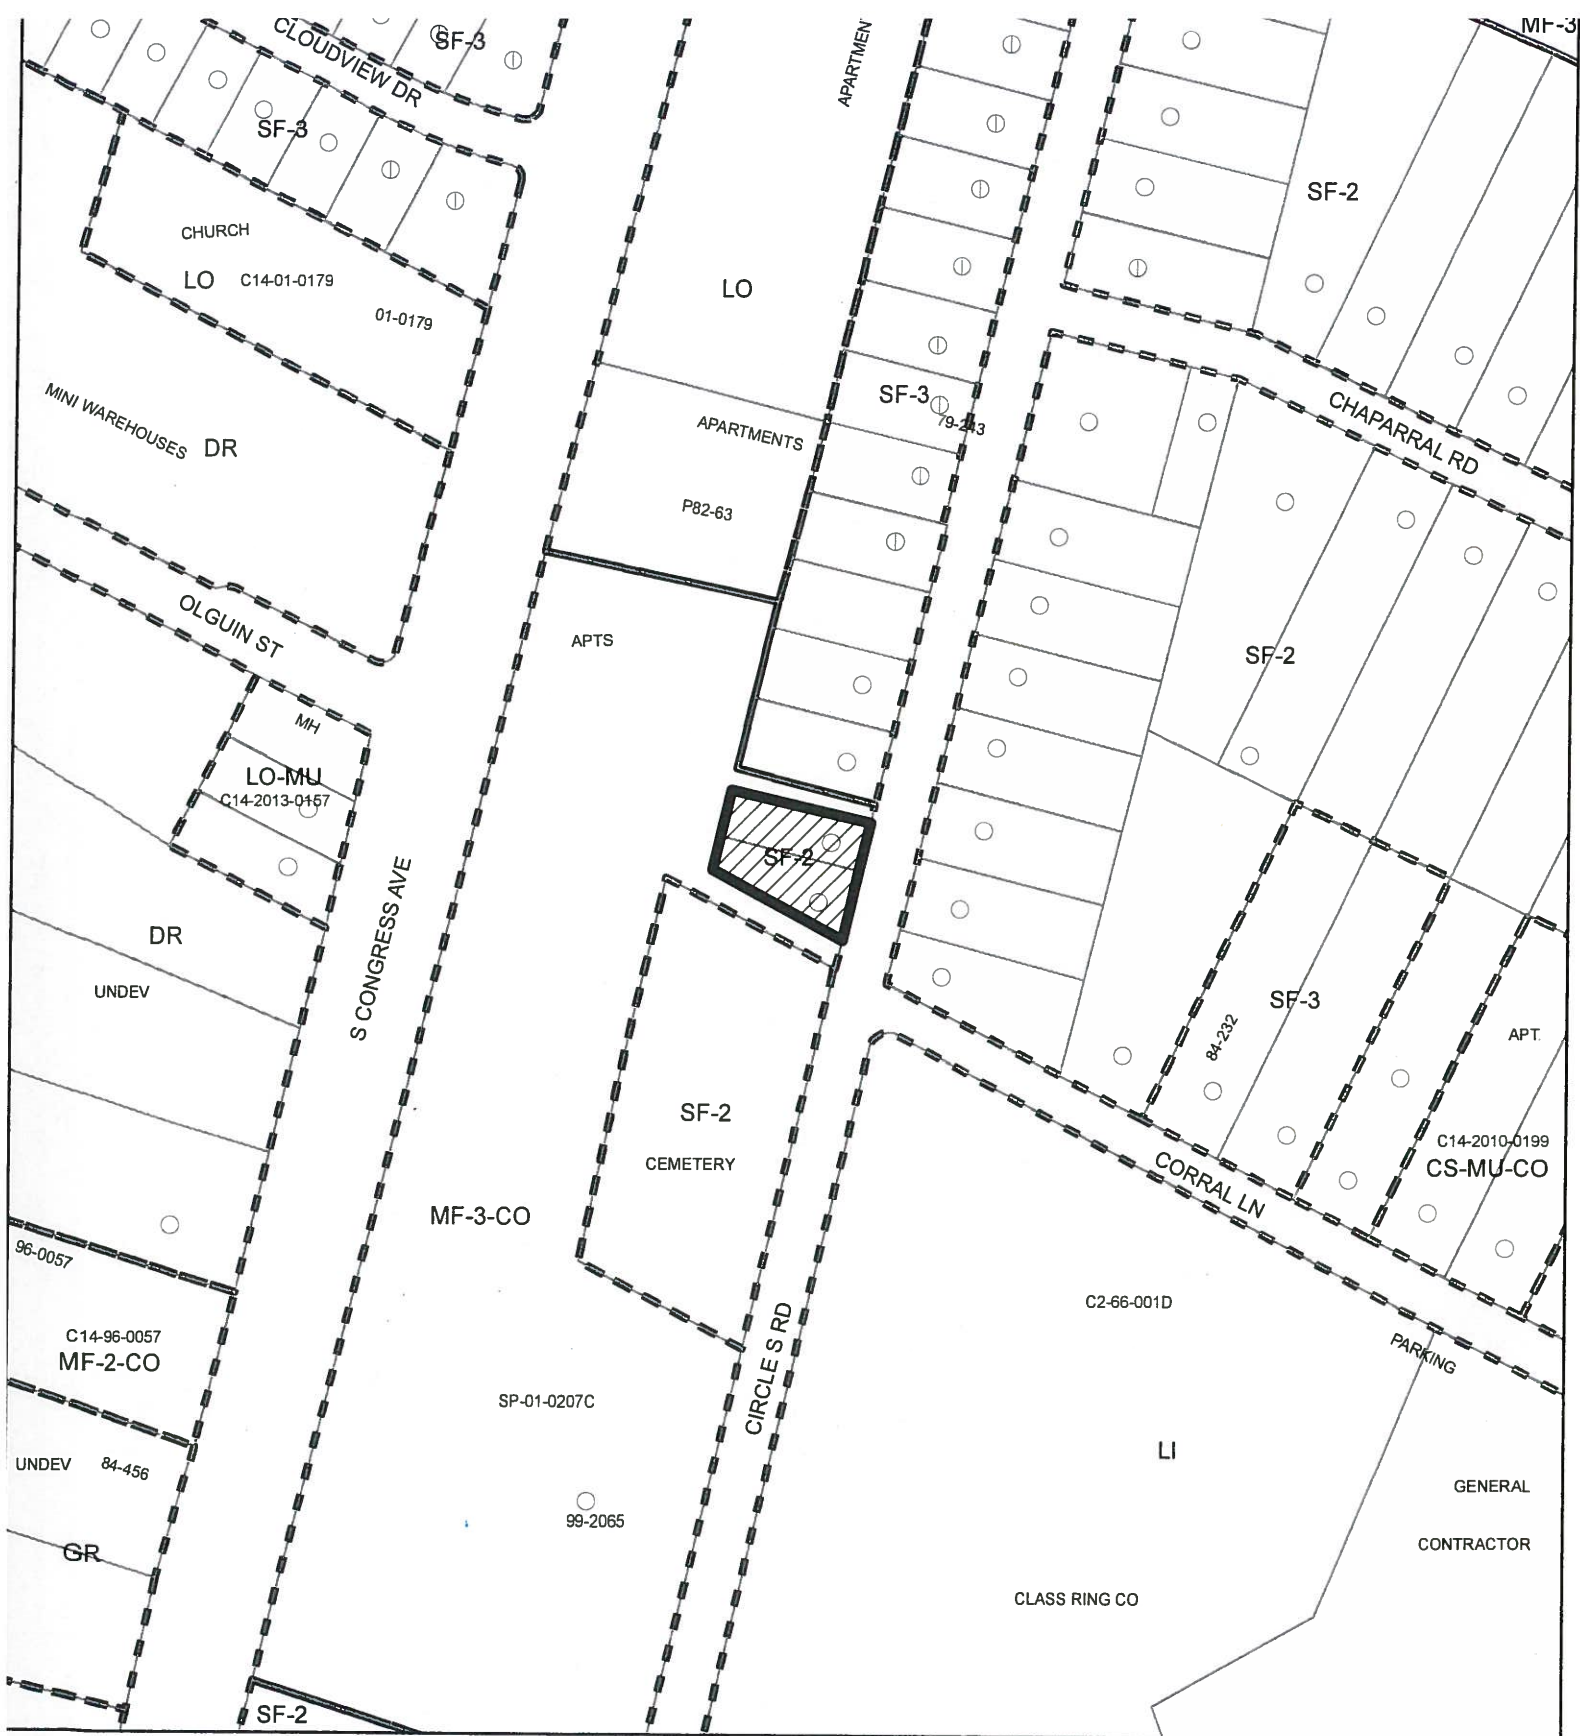 MF-3
CLOUDVIEW DR
SF-3
APARTMEN
SF-3
SF-2
CHURCH
LO
C14-01-0179
LO
01-0179
MINI WAREHOUSES
DR
SF-3
79-243
CHAPARRAL RD
APARTMENTS
P82-63
OLGUIN ST
APTS
SF-2
MH
LO-MU
C14-2013-0157
SF-2
S CONGRESS AVE
DR
UNDEV
SF-3
84-232
APT.
SF-2
CEMETERY
C14-2010-0199
CS-MU-CO
CORRAL LN
MF-3-CO
96-0057
C2-66-001D
C14-96-0057
MF-2-CO
CIRCLE S RD
PARKING
SP-01-0207C
LI
UNDEV
84-456
GENERAL
99-2065
CONTRACTOR
GR
CLASS RING CO
SF-2